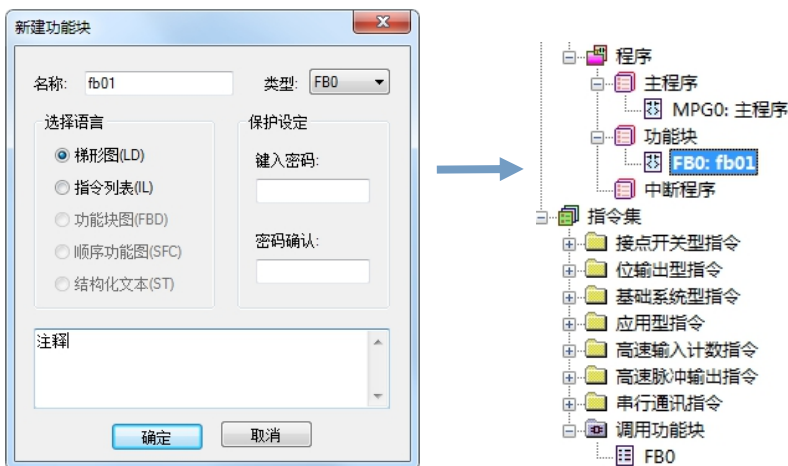 新建功能块
名称: fb01 类型: FB0
选择语言
梯形图(LD)
指令列表(IL)
功能块图(FBD)
顺序功能图(SFC)
结构化文本(ST)
保护设定
键入密码:
密码确认:
注释
确定 取消
程序
主程序
MPG0: 主程序
功能块
FB0: fb01
中断程序
指令集
接点开关型指令
位输出型指令
基础系统型指令
应用型指令
高速输入计数指令
高速脉冲输出指令
串行通讯指令
调用功能块
FB0